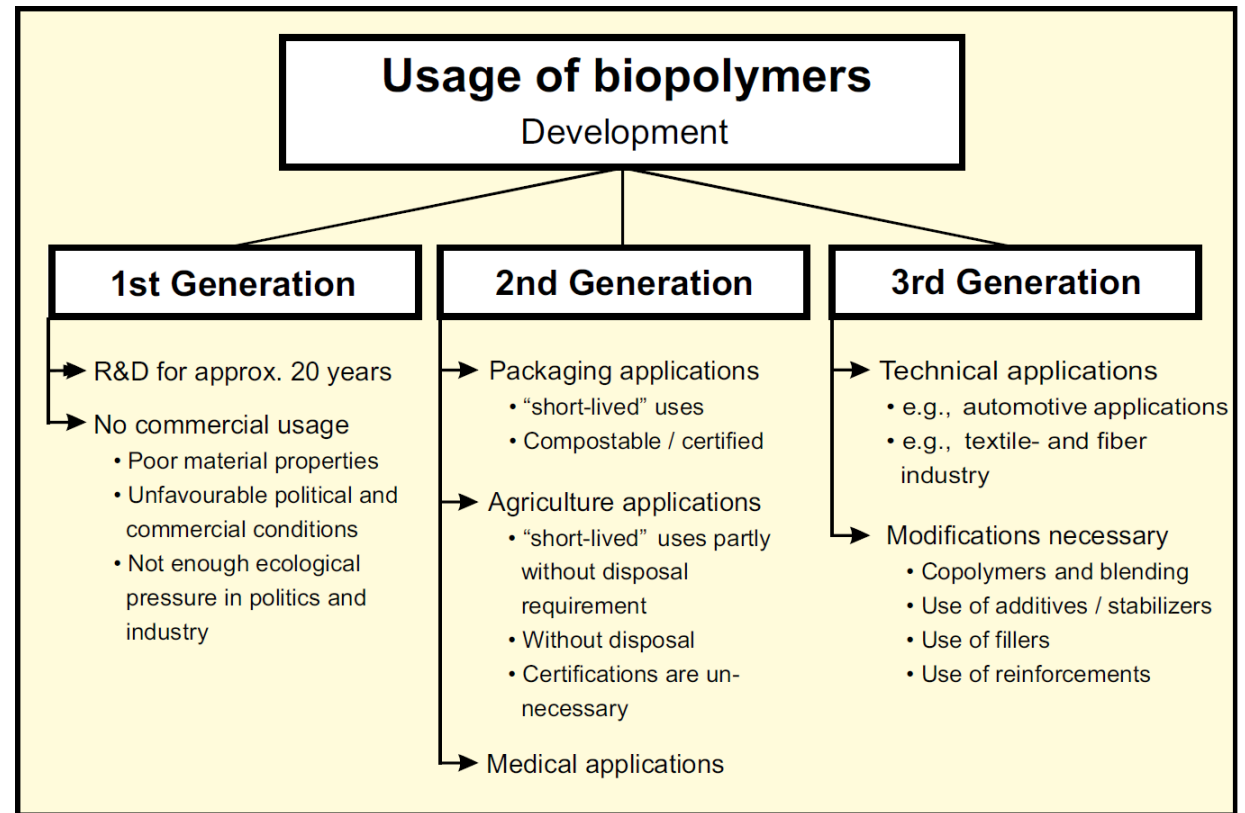 Usage of biopolymers
Development
1st Generation
R&D for approx. 20 years
No commercial usage
• Poor material properties
• Unfavourable political and
commercial conditions
• Not enough ecological
pressure in politics and
industry
2nd Generation
Packaging applications
• “short-lived” uses
• Compostable / certified
Agriculture applications
• “short-lived” uses partly
without disposal
requirement
• Without disposal
• Certifications are un-
necessary
Medical applications
3rd Generation
Technical applications
• e.g., automotive applications
• e.g., textile- and fiber
industry
Modifications necessary
• Copolymers and blending
• Use of additives / stabilizers
• Use of fillers
• Use of reinforcements